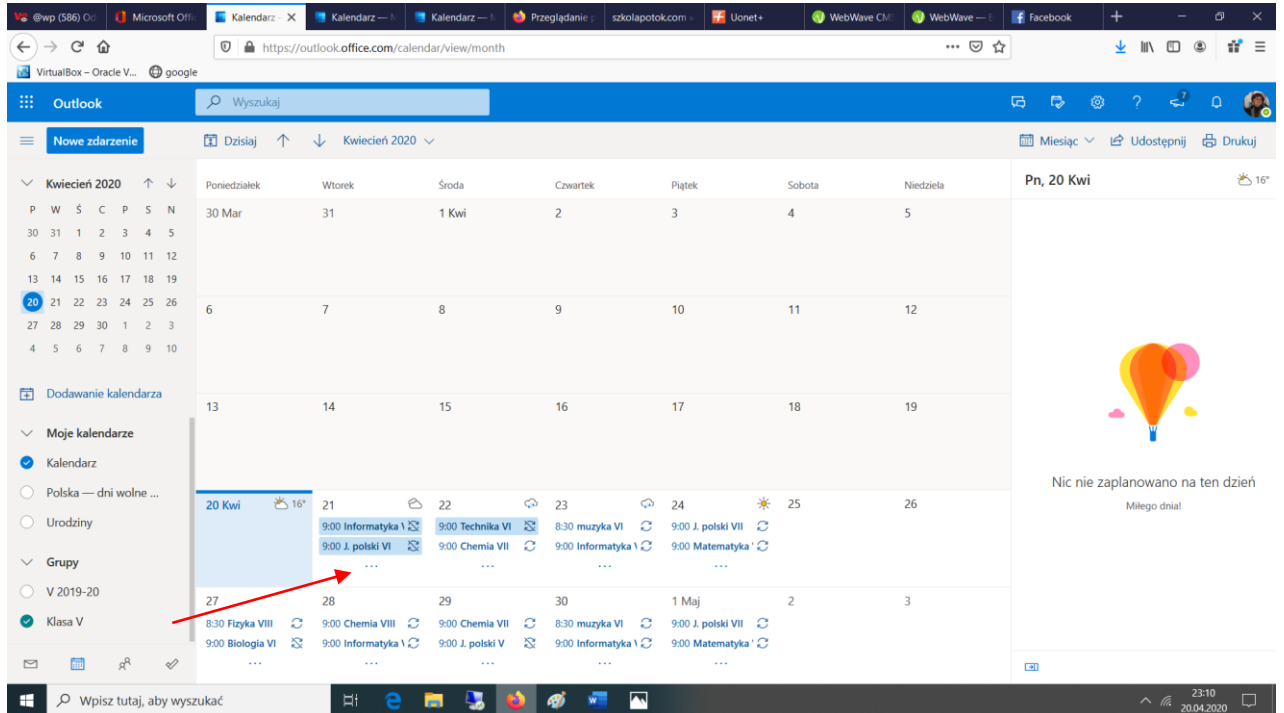 @wp (586) Od
Microsoft Offi
Kalendarz -
Kalendarz — M
Kalendarz — M
Przeglądanie p
szkolapotok.com
Uonet+
WebWave CM
WebWave — E
Facebook
https://outlook.office.com/calendar/view/month
VirtualBox – Oracle V...
google
Outlook
Wyszukaj
7
Nowe zdarzenie
Dzisiaj
Kwiecień 2020
Miesiąc
Udostępnij
Drukuj
Kwiecień 2020
P W Ś C P S N
30 31 1 2 3 4 5
6 7 8 9 10 11 12
13 14 15 16 17 18 19
20 21 22 23 24 25 26
27 28 29 30 1 2 3
4 5 6 7 8 9 10
Dodawanie kalendarza
Moje kalendarze
Kalendarz
Polska — dni wolne ...
Urodziny
Grupy
V 2019-20
Klasa V
Poniedziałek Wtorek Środa Czwartek Piątek Sobota Niedziela
30 Mar 31 1 Kwi 2 3 4 5
6 7 8 9 10 11 12
13 14 15 16 17 18 19
20 Kwi 16° 21 22 23 24 25 26
9:00 Informatyka V 9:00 Technika VI 8:30 muzyka VI 9:00 J. polski VII
9:00 J. polski VI 9:00 Chemia VII 9:00 Informatyka V 9:00 Matematyka
... ... ... ...
27 28 29 30 1 Maj 2 3
8:30 Fizyka VIII 9:00 Chemia VIII 9:00 Chemia VII 8:30 muzyka VI 9:00 J. polski VII
9:00 Biologia VI 9:00 Informatyka V 9:00 J. polski V 9:00 Informatyka V 9:00 Matematyka
... ... ... ... ...
Pn, 20 Kwi 16°
Nic nie zaplanowano na ten dzień
Miłego dnia!
Wpisz tutaj, aby wyszukać
23:10
20.04.2020